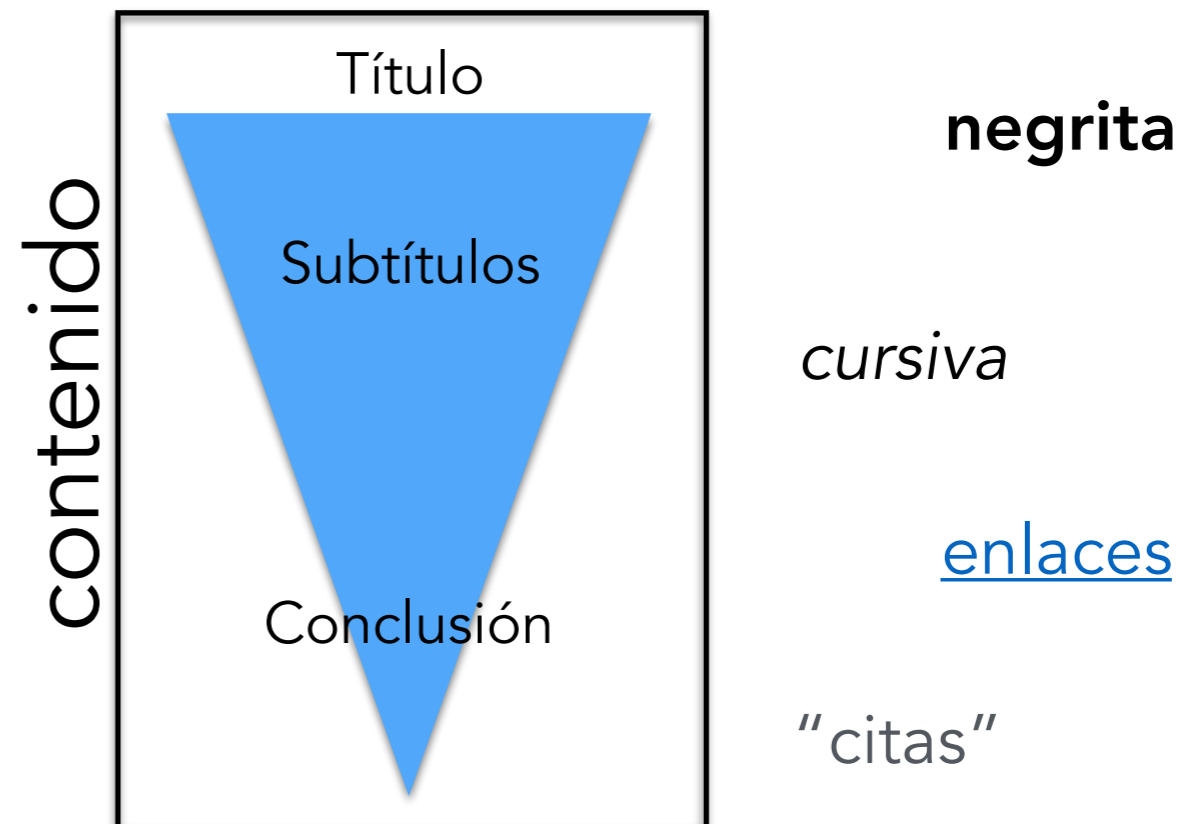 contenido
Título
Subtítulos
Conclusión
negrita
cursiva
enlaces
“citas”